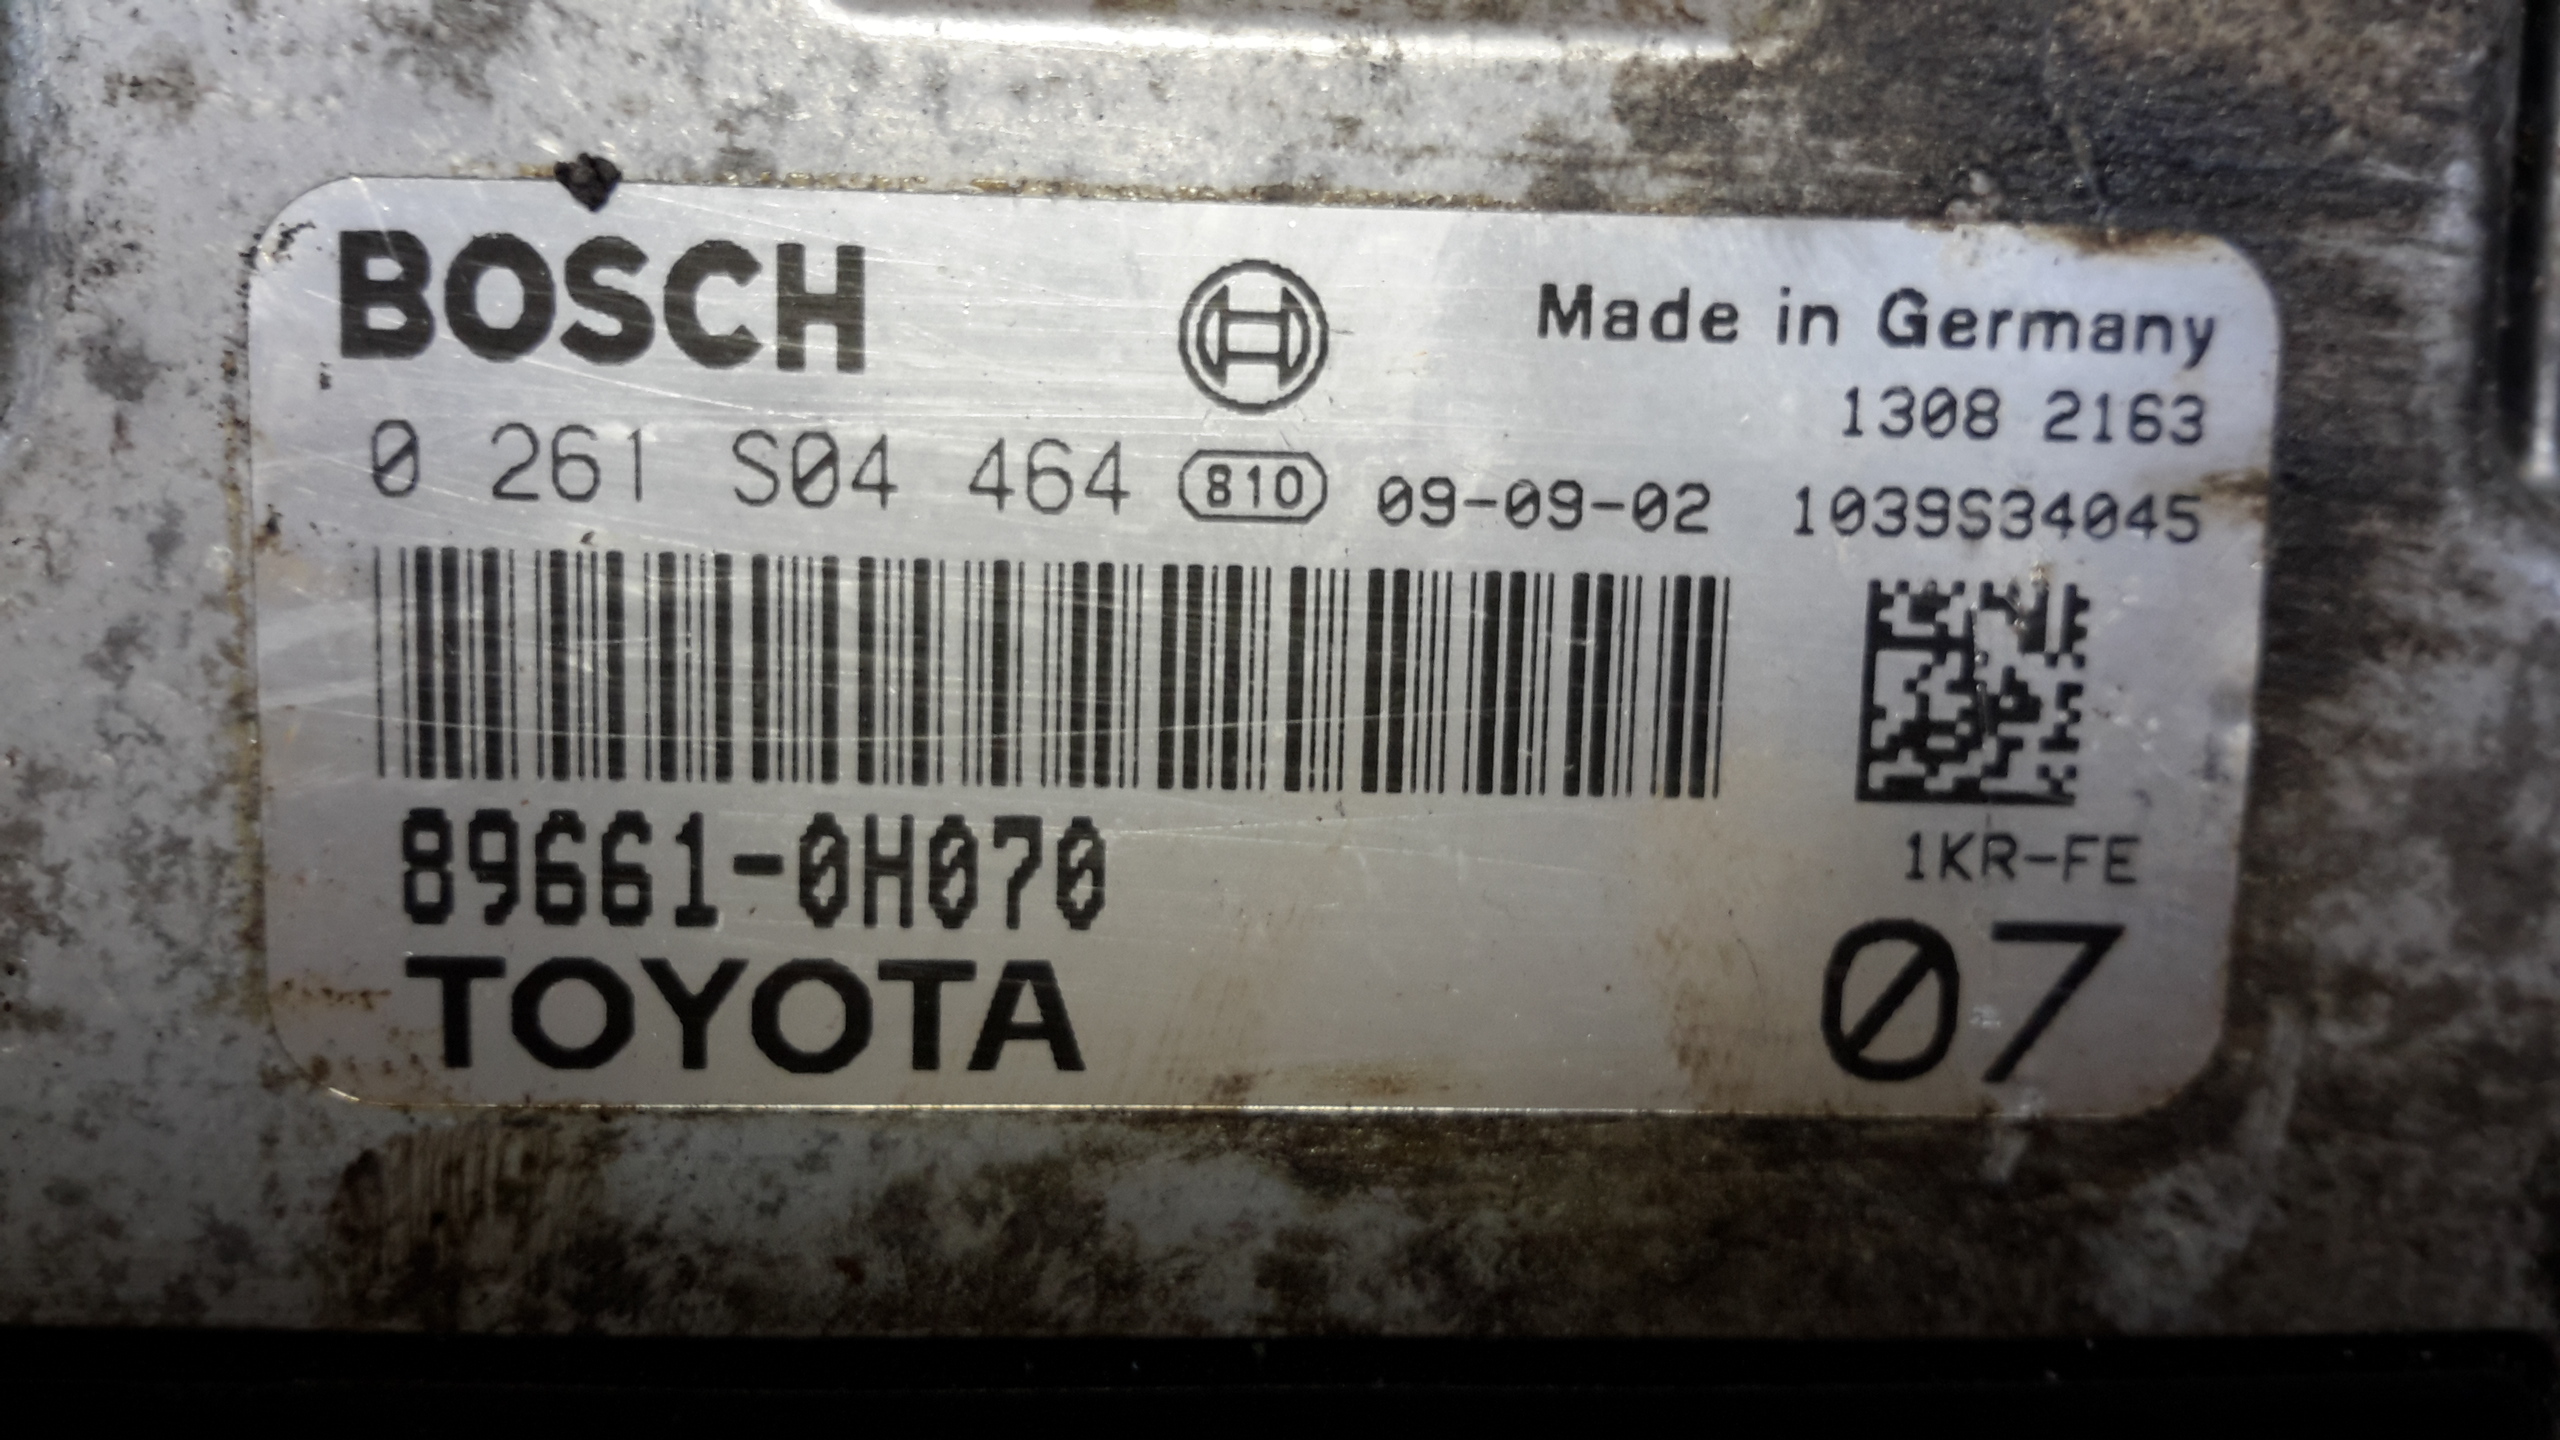 BOSCH
Made in Germany
1308 2163
0 261 S04 464 810 09-09-02 1039S34045
89661-0H070
1KR-FE
TOYOTA
07